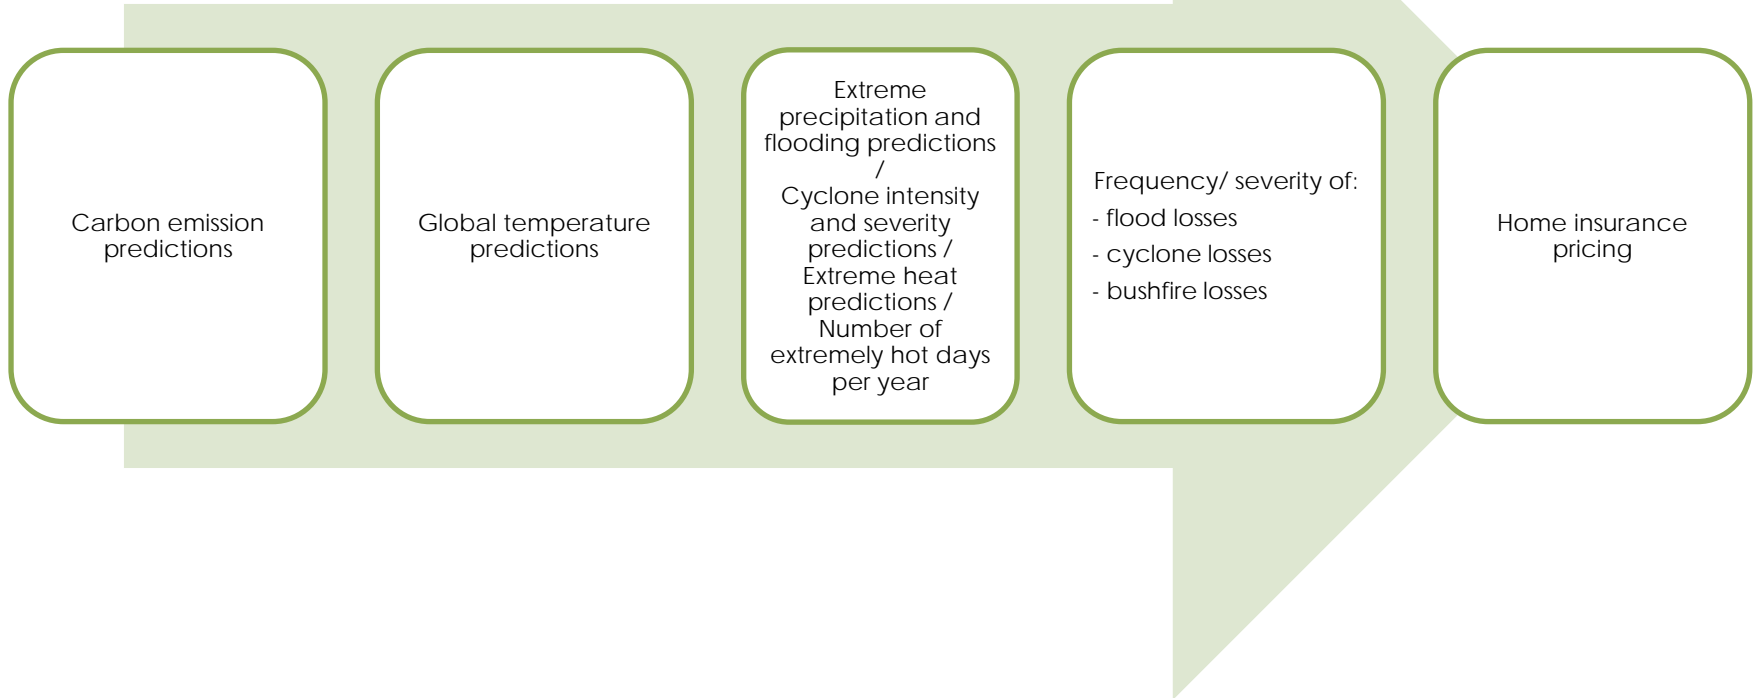 Carbon emission
predictions
Global temperature
predictions
Extreme
precipitation and
flooding predictions
/
Cyclone intensity
and severity
predictions /
Extreme heat
predictions /
Number of
extremely hot days
per year
Frequency/ severity of:
- flood losses
- cyclone losses
- bushfire losses
Home insurance
pricing